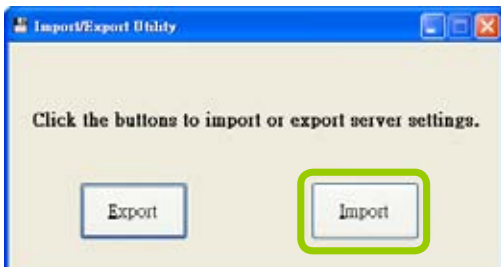 Import/Export Utility
Click the buttons to import or export server settings.
Export
Import